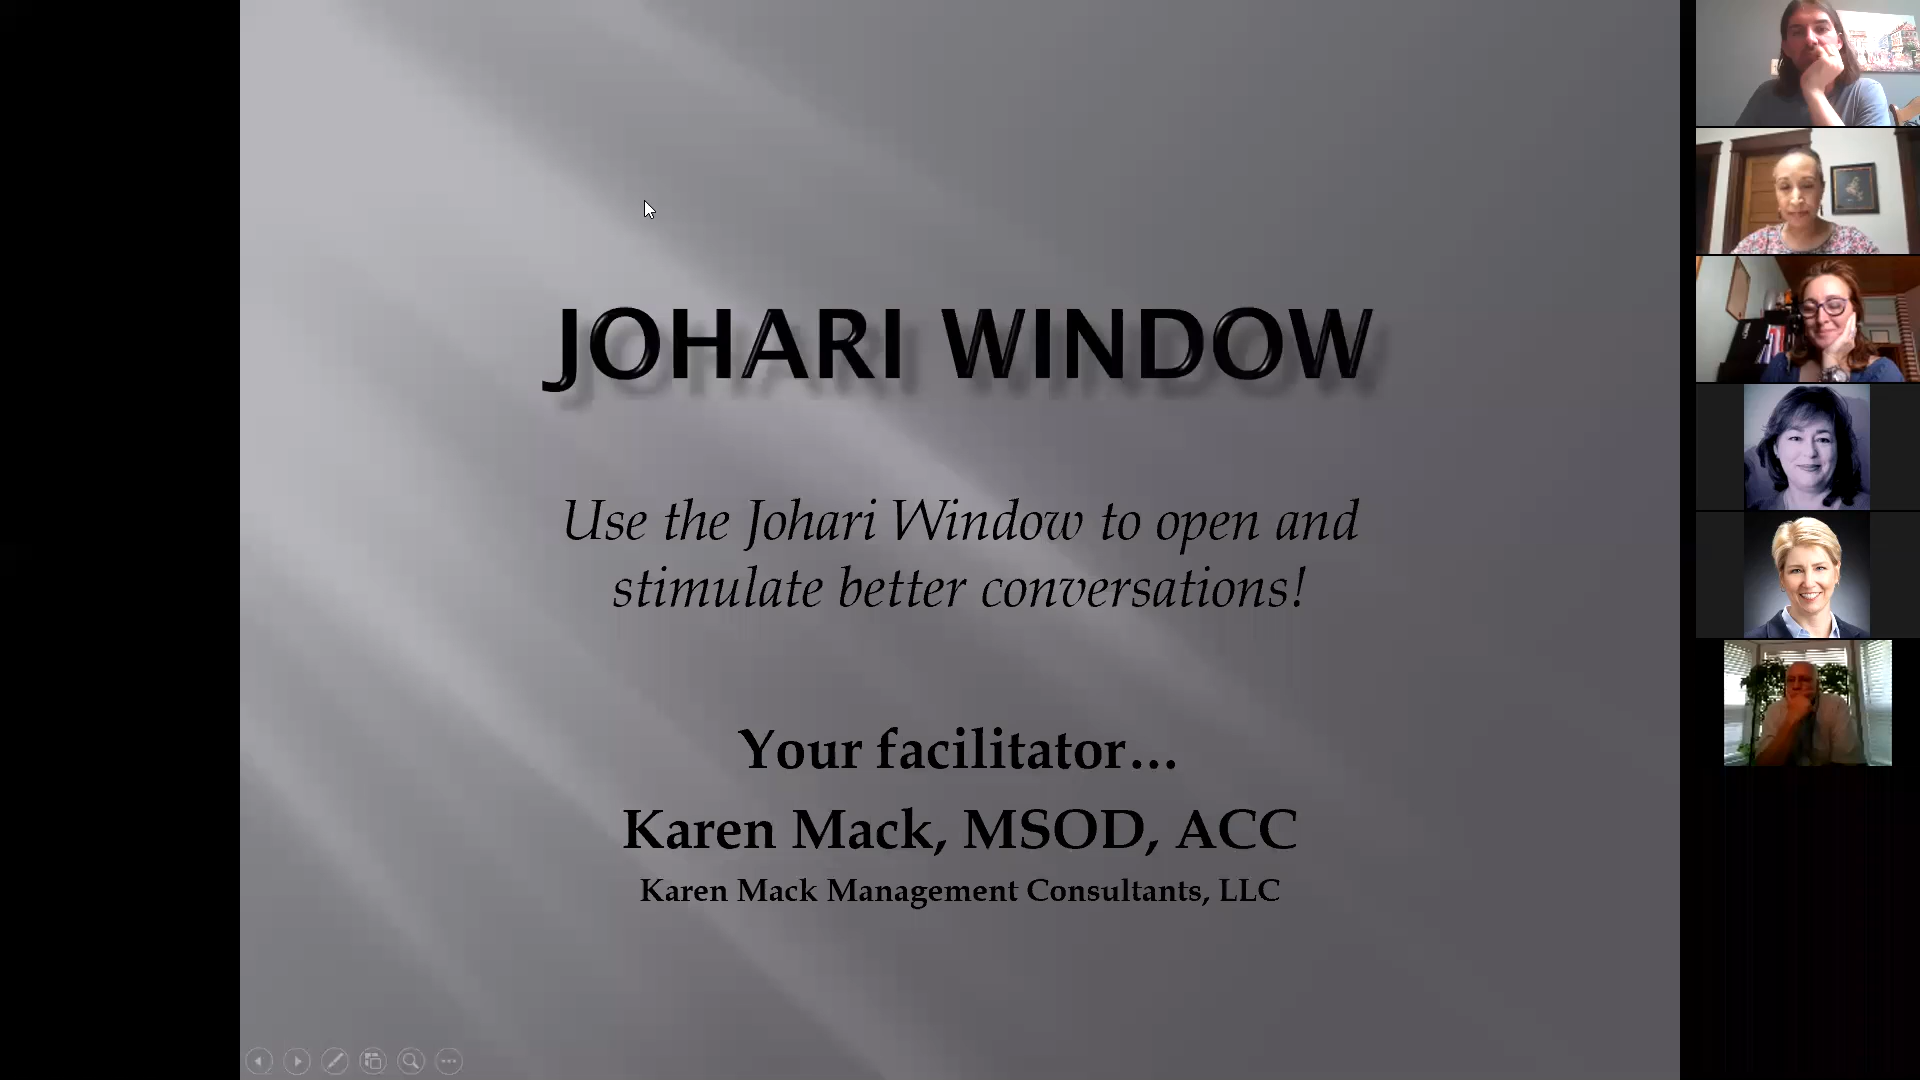 JOHARI WINDOW
Use the Johari Window to open and
stimulate better conversations!
Your facilitator…
Karen Mack, MSOD, ACC
Karen Mack Management Consultants, LLC